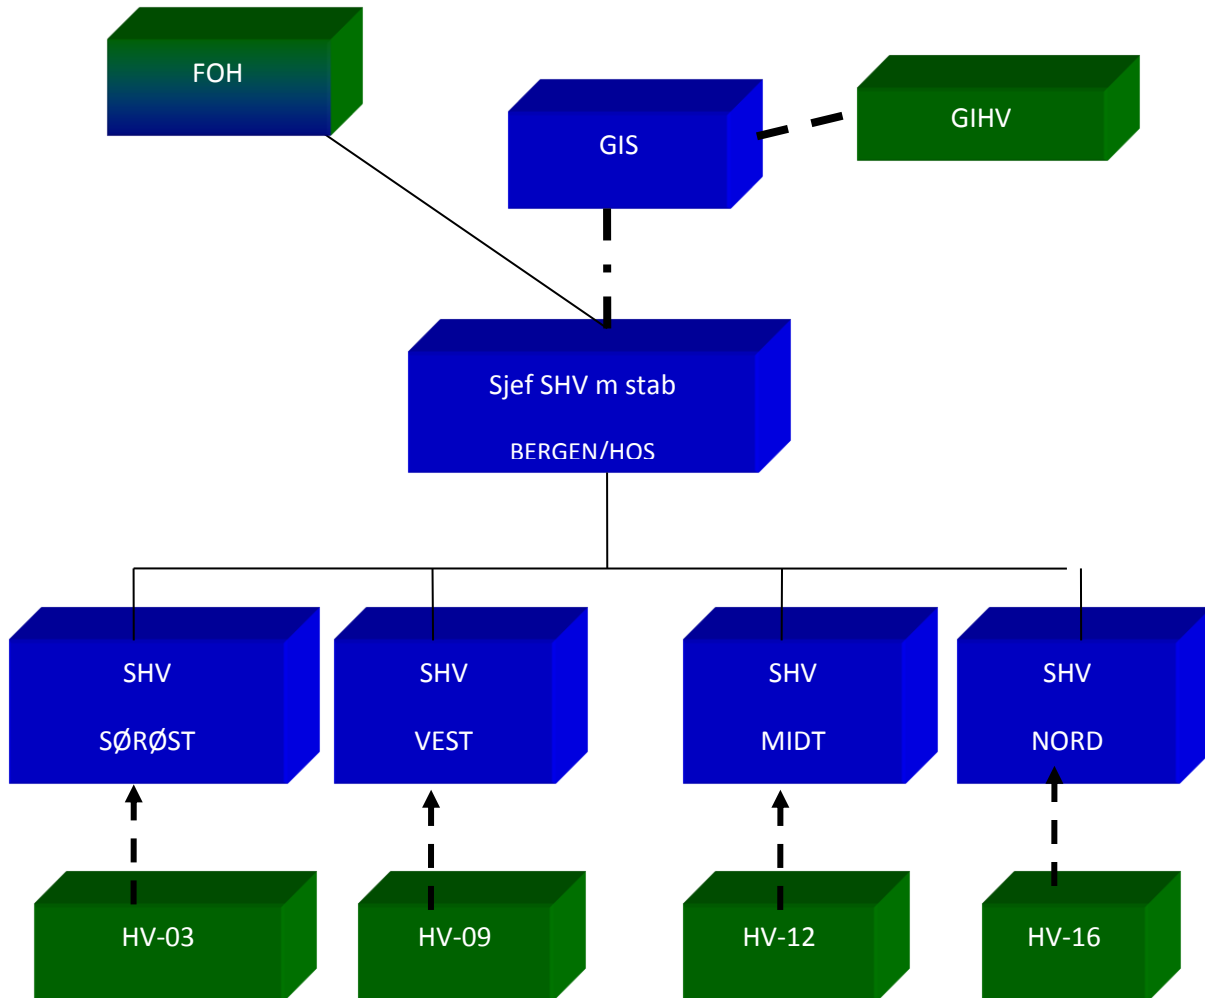 FOH
GIS
GIHV
Sjef SHV m stab
BERGEN/HOS
SHV
SØRØST
SHV
VEST
SHV
MIDT
SHV
NORD
HV-03
HV-09
HV-12
HV-16